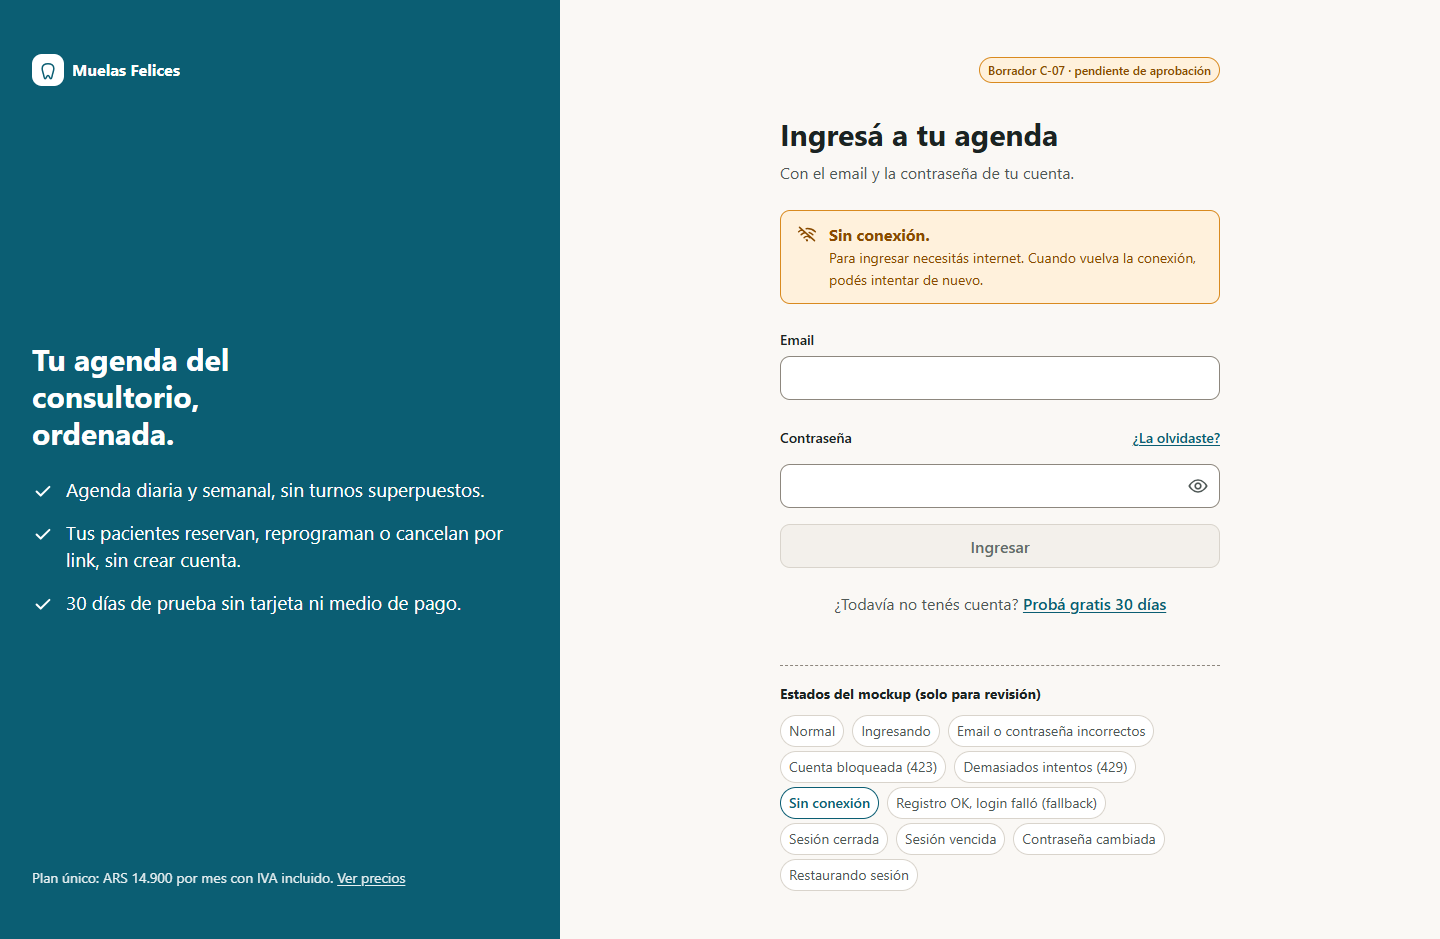 Muelas Felices
Tu agenda del
consultorio,
ordenada.
Agenda diaria y semanal, sin turnos superpuestos.
Tus pacientes reservan, reprograman o cancelan por
link, sin crear cuenta.
30 días de prueba sin tarjeta ni medio de pago.
Plan único: ARS 14.900 por mes con IVA incluido. Ver precios
Borrador C-07 · pendiente de aprobación
Ingresá a tu agenda
Con el email y la contraseña de tu cuenta.
Sin conexión.
Para ingresar necesitás internet. Cuando vuelva la conexión,
podés intentar de nuevo.
Email
Contraseña ¿La olvidaste?
Ingresar
¿Todavía no tenés cuenta? Probá gratis 30 días
Estados del mockup (solo para revisión)
Normal Ingresando Email o contraseña incorrectos
Cuenta bloqueada (423) Demasiados intentos (429)
Sin conexión Registro OK, login falló (fallback)
Sesión cerrada Sesión vencida Contraseña cambiada
Restaurando sesión